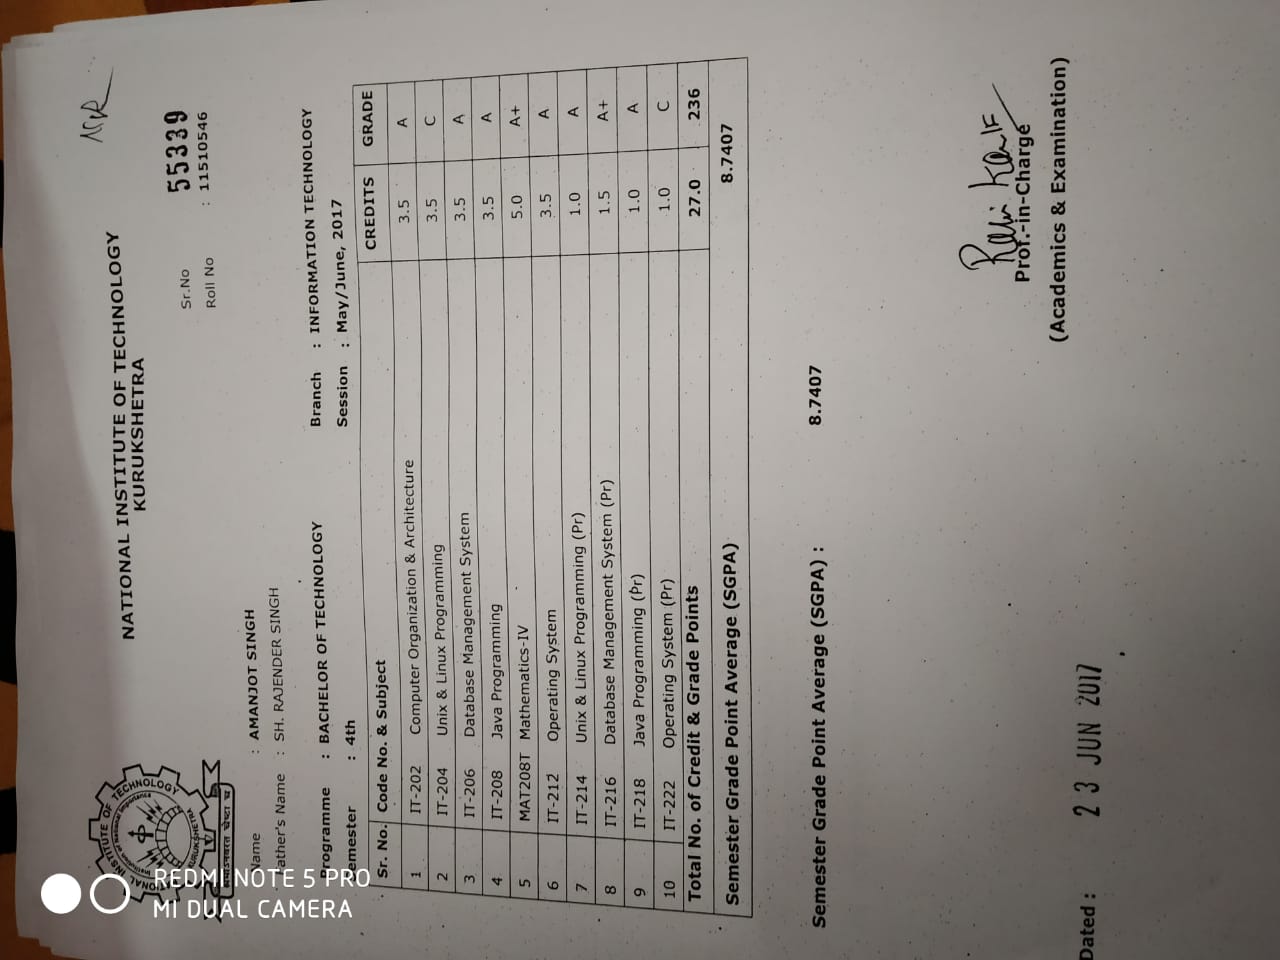 NATIONAL INSTITUTE OF TECHNOLOGY
KURUKSHETRA
Sr.No 55339
Roll No : 11510546
Name : AMANJOT SINGH
Father's Name : SH. RAJENDER SINGH
Programme : BACHELOR OF TECHNOLOGY Branch : INFORMATION TECHNOLOGY
Semester : 4th Session : May/June, 2017
Sr. No. Code No. & Subject CREDITS GRADE
1 IT-202 Computer Organization & Architecture 3.5 A
2 IT-204 Unix & Linux Programming 3.5 C
3 IT-206 Database Management System 3.5 A
4 IT-208 Java Programming 3.5 A
5 MAT208T Mathematics-IV 5.0 A+
6 IT-212 Operating System 3.5 A
7 IT-214 Unix & Linux Programming (Pr) 1.0 A
8 IT-216 Database Management System (Pr) 1.5 A+
9 IT-218 Java Programming (Pr) 1.0 A
10 IT-222 Operating System (Pr) 1.0 C
Total No. of Credit & Grade Points 27.0 236
Semester Grade Point Average (SGPA) 8.7407
Semester Grade Point Average (SGPA) : 8.7407
Prof.-in-Charge
(Academics & Examination)
Dated : 23 JUN 2017
REDMI NOTE 5 PRO
MI DUAL CAMERA